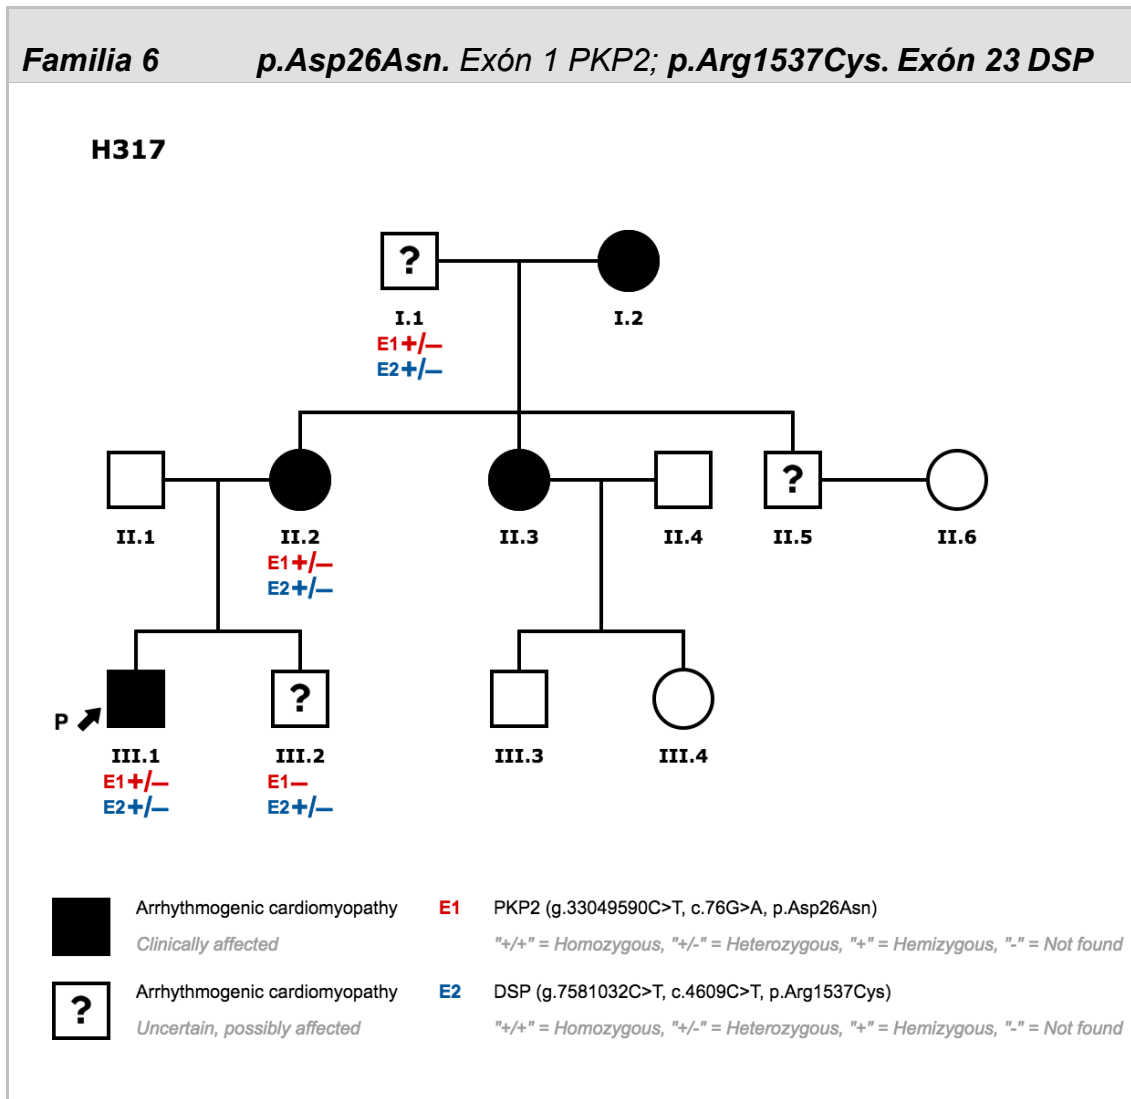 Familia 6 p.Asp26Asn. Exón 1 PKP2; p.Arg1537Cys. Exón 23 DSP
H317
?
I.1 I.2
E1+/–
E2+/–
?
II.1 II.2 II.3 II.4 II.5 II.6
E1+/–
E2+/–
P ?
III.1 III.2 III.3 III.4
E1+/– E1–
E2+/– E2+/–
Arrhythmogenic cardiomyopathy E1 PKP2 (g.33049590C>T, c.76G>A, p.Asp26Asn)
Clinically affected "+/+" = Homozygous, "+/-" = Heterozygous, "+" = Hemizygous, "-" = Not found
? Arrhythmogenic cardiomyopathy E2 DSP (g.7581032C>T, c.4609C>T, p.Arg1537Cys)
Uncertain, possibly affected "+/+" = Homozygous, "+/-" = Heterozygous, "+" = Hemizygous, "-" = Not found